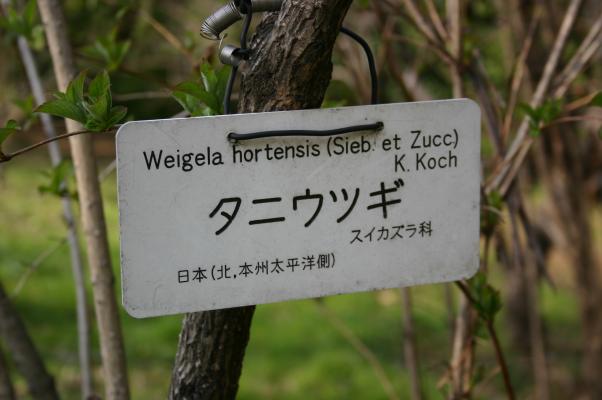 Weigela hortensis (Sieb. et Zucc)
K. Koch
タニウツギ
スイカズラ科
日本(北,本州太平洋側)